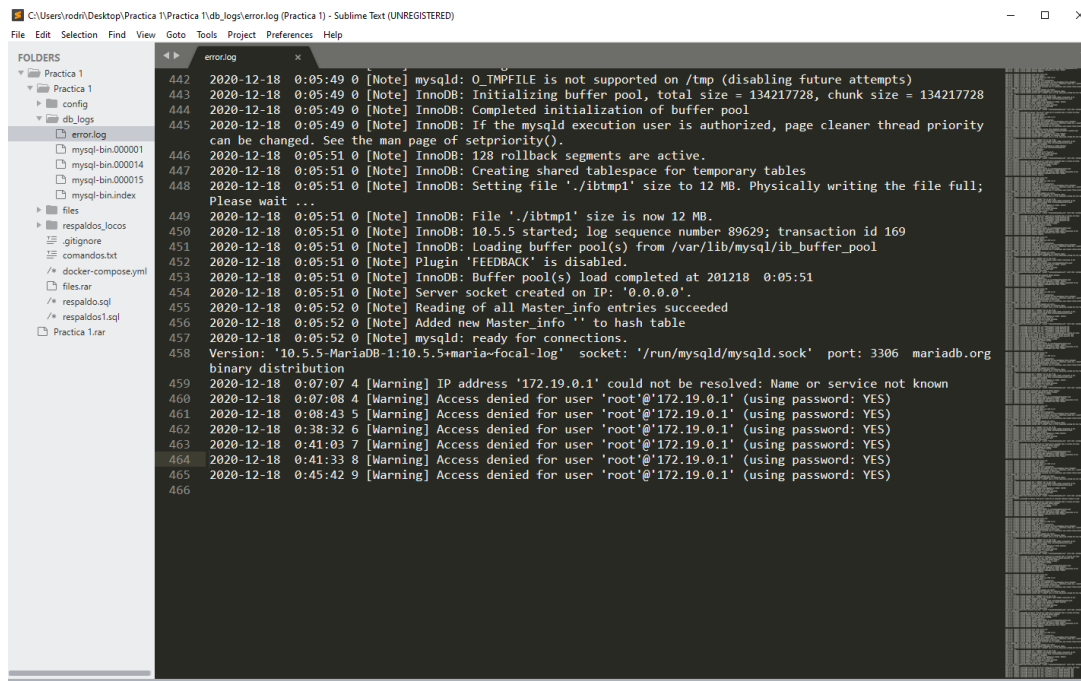 C:\Users\rodri\Desktop\Practica 1\Practica 1\db_logs\error.log (Practica 1) - Sublime Text (UNREGISTERED)
File Edit Selection Find View Goto Tools Project Preferences Help
FOLDERS
Practica 1
Practica 1
config
db_logs
error.log
mysql-bin.000001
mysql-bin.000014
mysql-bin.000015
mysql-bin.index
files
respaldos_locos
.gitignore
comandos.txt
docker-compose.yml
files.rar
respaldo.sql
respaldos1.sql
Practica 1.rar
error.log
442 2020-12-18 0:05:49 0 [Note] mysqld: O_TMPFILE is not supported on /tmp (disabling future attempts)
443 2020-12-18 0:05:49 0 [Note] InnoDB: Initializing buffer pool, total size = 134217728, chunk size = 134217728
444 2020-12-18 0:05:49 0 [Note] InnoDB: Completed initialization of buffer pool
445 2020-12-18 0:05:49 0 [Note] InnoDB: If the mysqld execution user is authorized, page cleaner thread priority
can be changed. See the man page of setpriority().
446 2020-12-18 0:05:51 0 [Note] InnoDB: 128 rollback segments are active.
447 2020-12-18 0:05:51 0 [Note] InnoDB: Creating shared tablespace for temporary tables
448 2020-12-18 0:05:51 0 [Note] InnoDB: Setting file './ibtmp1' size to 12 MB. Physically writing the file full;
Please wait ...
449 2020-12-18 0:05:51 0 [Note] InnoDB: File './ibtmp1' size is now 12 MB.
450 2020-12-18 0:05:51 0 [Note] InnoDB: 10.5.5 started; log sequence number 89629; transaction id 169
451 2020-12-18 0:05:51 0 [Note] InnoDB: Loading buffer pool(s) from /var/lib/mysql/ib_buffer_pool
452 2020-12-18 0:05:51 0 [Note] Plugin 'FEEDBACK' is disabled.
453 2020-12-18 0:05:51 0 [Note] InnoDB: Buffer pool(s) load completed at 201218 0:05:51
454 2020-12-18 0:05:51 0 [Note] Server socket created on IP: '0.0.0.0'.
455 2020-12-18 0:05:52 0 [Note] Reading of all Master_info entries succeeded
456 2020-12-18 0:05:52 0 [Note] Added new Master_info '' to hash table
457 2020-12-18 0:05:52 0 [Note] mysqld: ready for connections.
458 Version: '10.5.5-MariaDB-1:10.5.5+maria~focal-log' socket: '/run/mysqld/mysqld.sock' port: 3306 mariadb.org
binary distribution
459 2020-12-18 0:07:07 4 [Warning] IP address '172.19.0.1' could not be resolved: Name or service not known
460 2020-12-18 0:07:08 4 [Warning] Access denied for user 'root'@'172.19.0.1' (using password: YES)
461 2020-12-18 0:08:43 5 [Warning] Access denied for user 'root'@'172.19.0.1' (using password: YES)
462 2020-12-18 0:38:32 6 [Warning] Access denied for user 'root'@'172.19.0.1' (using password: YES)
463 2020-12-18 0:41:03 7 [Warning] Access denied for user 'root'@'172.19.0.1' (using password: YES)
464 2020-12-18 0:41:33 8 [Warning] Access denied for user 'root'@'172.19.0.1' (using password: YES)
465 2020-12-18 0:45:42 9 [Warning] Access denied for user 'root'@'172.19.0.1' (using password: YES)
466